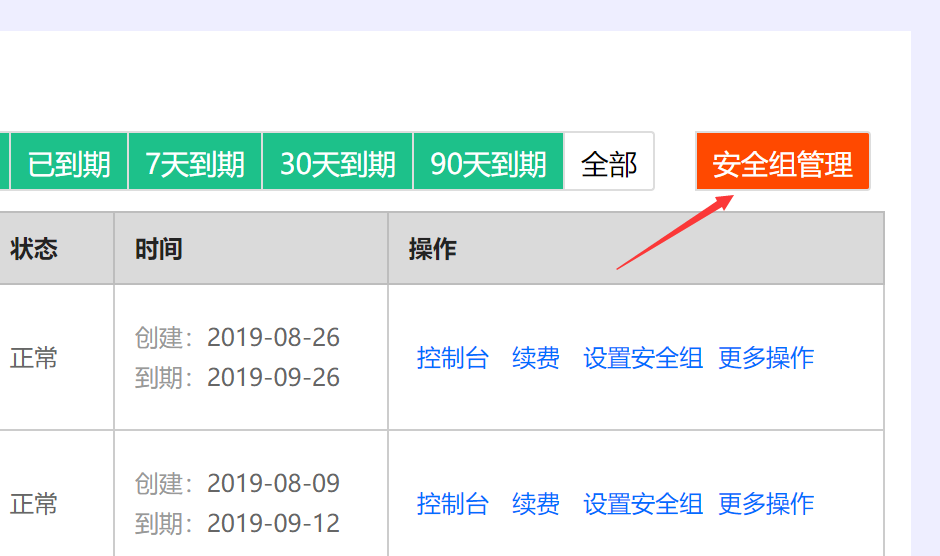 已到期 7天到期 30天到期 90天到期 全部 安全组管理
状态 时间 操作
正常 创建：2019-08-26 到期：2019-09-26 控制台 续费 设置安全组 更多操作
正常 创建：2019-08-09 到期：2019-09-12 控制台 续费 设置安全组 更多操作